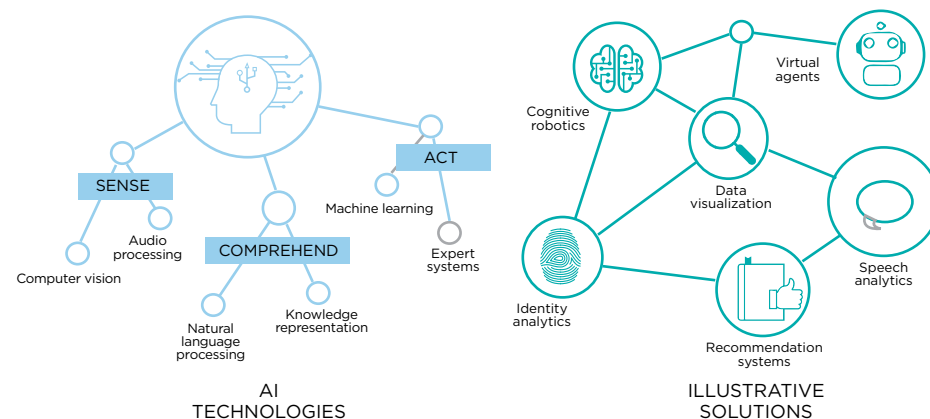 SENSE
Computer vision
Audio
processing
COMPREHEND
Natural
language
processing
Knowledge
representation
ACT
Machine learning
Expert
systems
AI
TECHNOLOGIES
Cognitive
robotics
Virtual
agents
Data
visualization
Identity
analytics
Speech
analytics
Recommendation
systems
ILLUSTRATIVE
SOLUTIONS